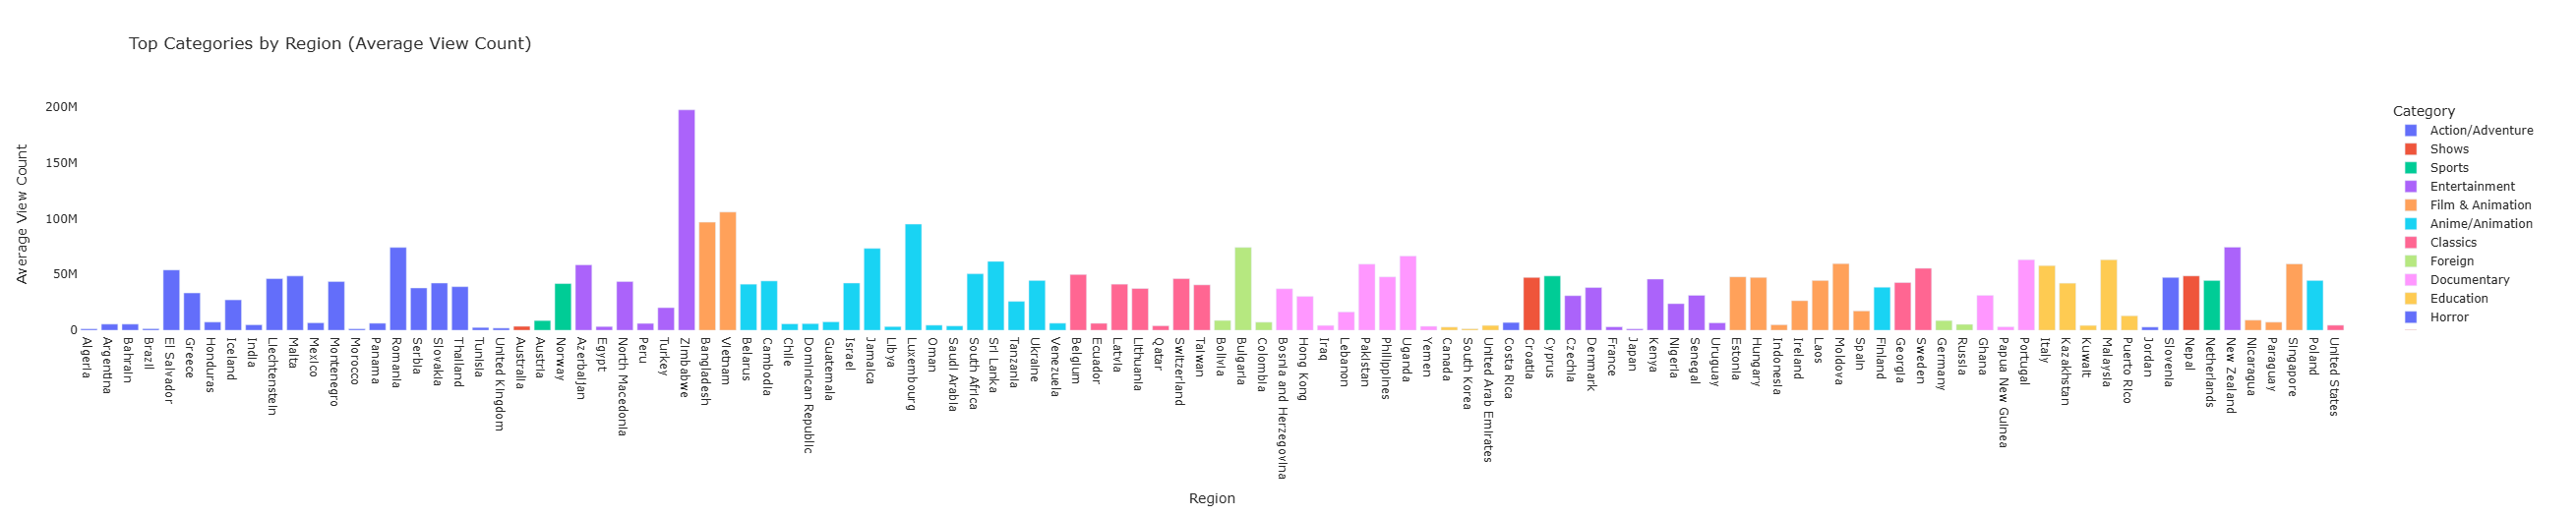 Top Categories by Region (Average View Count)
Average View Count
200M
150M
100M
50M
0
Algeria
Argentina
Bahrain
Brazil
El Salvador
Greece
Honduras
Iceland
India
Liechtenstein
Malta
Mexico
Montenegro
Morocco
Panama
Romania
Serbia
Slovakia
Thailand
Tunisia
United Kingdom
Australia
Austria
Norway
Azerbaijan
Egypt
North Macedonia
Peru
Turkey
Zimbabwe
Bangladesh
Vietnam
Belarus
Cambodia
Chile
Dominican Republic
Guatemala
Israel
Jamaica
Libya
Luxembourg
Oman
Saudi Arabia
South Africa
Sri Lanka
Tanzania
Ukraine
Venezuela
Belgium
Ecuador
Latvia
Lithuania
Qatar
Switzerland
Taiwan
Bolivia
Bulgaria
Colombia
Bosnia and Herzegovina
Hong Kong
Iraq
Lebanon
Pakistan
Philippines
Uganda
Yemen
Canada
South Korea
United Arab Emirates
Costa Rica
Croatia
Cyprus
Czechia
Denmark
France
Japan
Kenya
Nigeria
Senegal
Uruguay
Estonia
Hungary
Indonesia
Ireland
Laos
Moldova
Spain
Finland
Georgia
Sweden
Germany
Russia
Ghana
Papua New Guinea
Portugal
Italy
Kazakhstan
Kuwait
Malaysia
Puerto Rico
Jordan
Slovenia
Nepal
Netherlands
New Zealand
Nicaragua
Paraguay
Singapore
Poland
United States
Region
Category
Action/Adventure
Shows
Sports
Entertainment
Film & Animation
Anime/Animation
Classics
Foreign
Documentary
Education
Horror